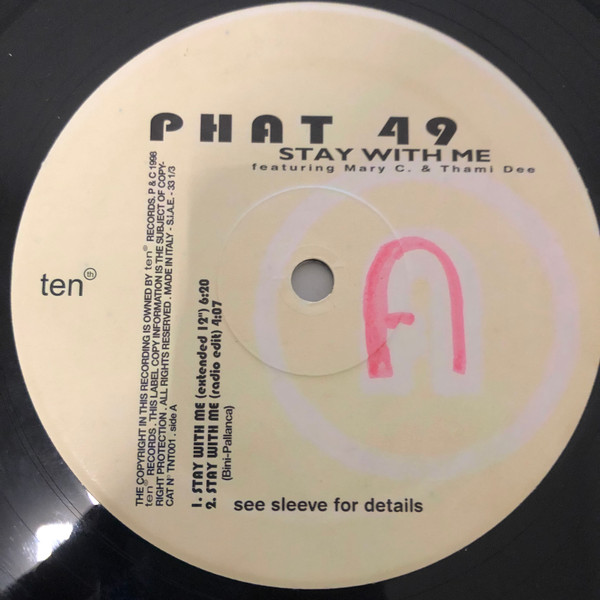 PHAT 49
STAY WITH ME
featuring Mary C. & Thami Dee
ten th
THE COPYRIGHT IN THIS RECORDING IS OWNED BY ten® RECORDS. P & C 1998
ten® RECORDS . THIS LABEL COPY INFORMATION IS THE SUBJECT OF COPY-
RIGHT PROTECTION . ALL RIGHTS RESERVED . MADE IN ITALY - S.I.A.E. - 33 1/3
CAT N° TNT001 . side A
1. STAY WITH ME (extended 12") 6:20
2. STAY WITH ME (radio edit) 4:07
(Bini-Pallanca)
A
see sleeve for details